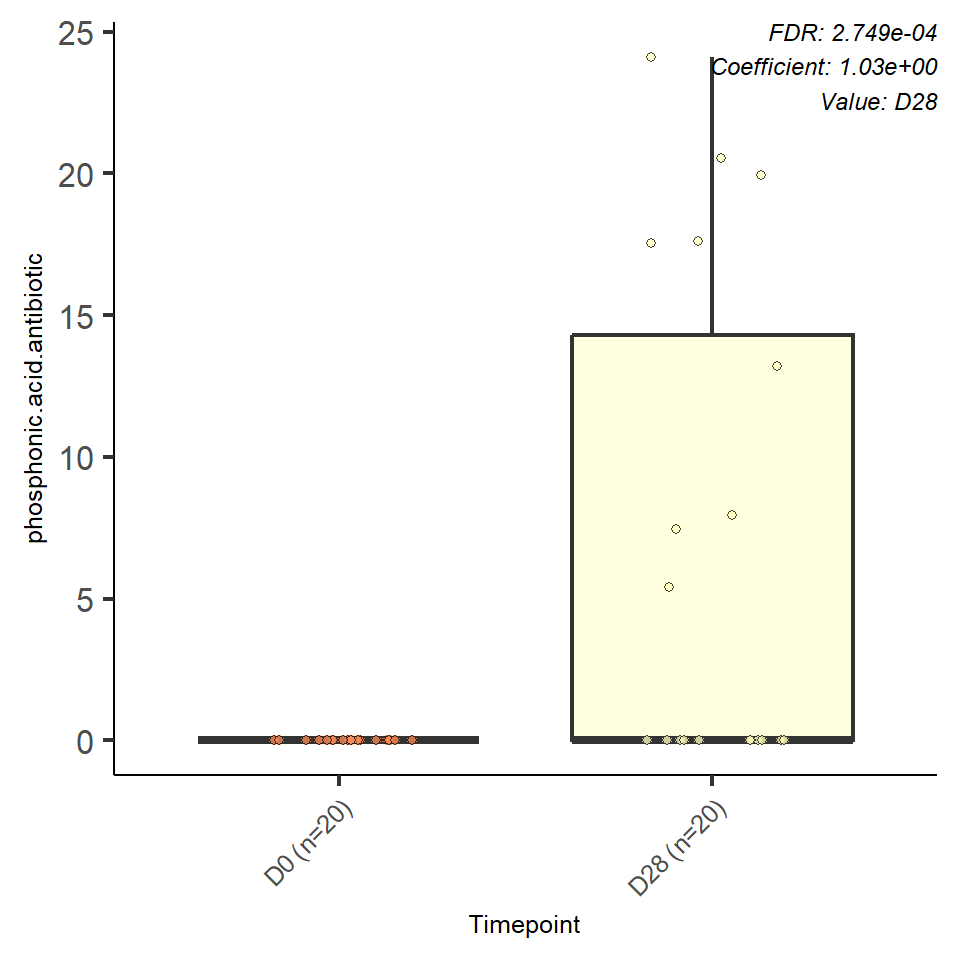 FDR: 2.749e-04
Coefficient: 1.03e+00
Value: D28
25
20
15
10
5
0
phosphonic.acid.antibiotic
D0 (n=20)
D28 (n=20)
Timepoint